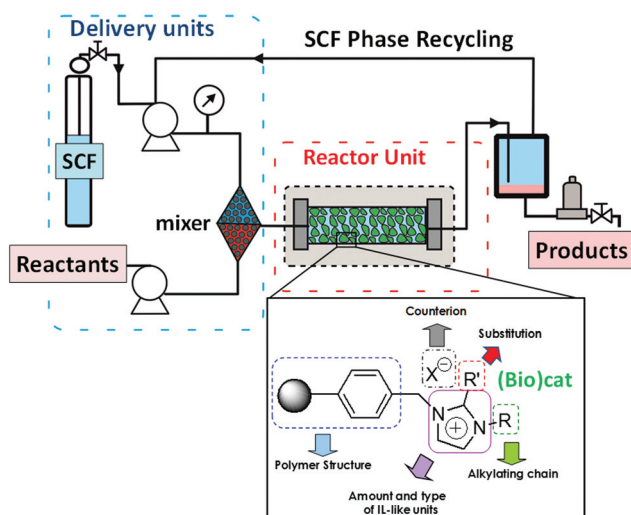 Delivery units
SCF Phase Recycling
SCF
Reactor Unit
mixer
Reactants
Products
Counterion
Substitution
X⊖
R'
(Bio)cat
N
N
R
⊕
Polymer Structure
Alkylating chain
Amount and type
of IL-like units